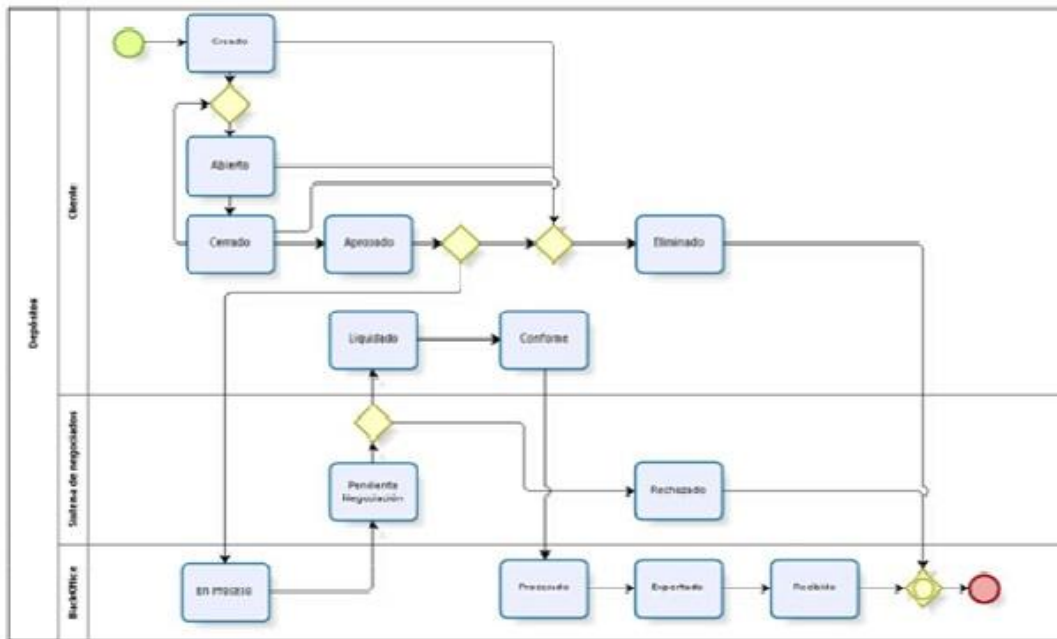 Depósitos
Cliente
Creado
Abierto
Cerrado
Aprobado
Eliminado
Liquidado
Conforme
Sistema de negociados
Pendiente
Negociación
Rechazado
BackOffice
En Proceso
Procesado
Exportado
Recibido